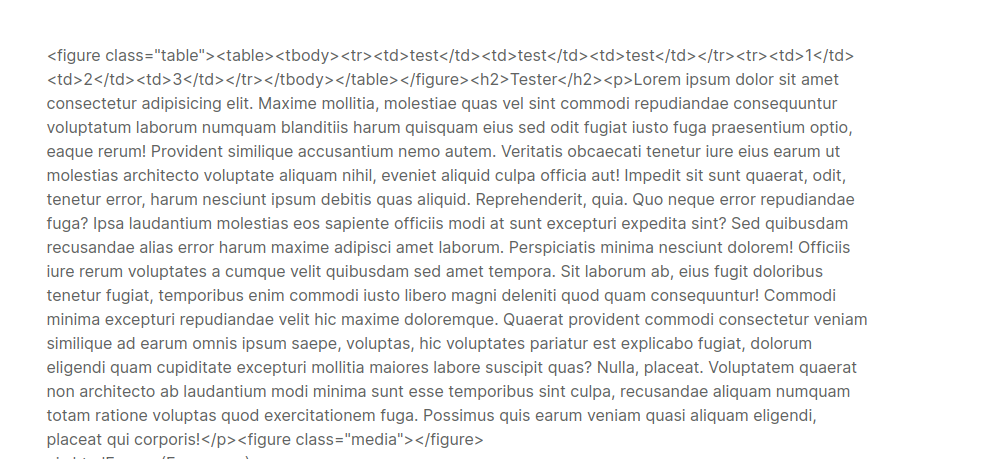 <figure class="table"><table><tbody><tr><td>test</td><td>test</td><td>test</td></tr><tr><td>1</td>
<td>2</td><td>3</td></tr></tbody></table></figure><h2>Tester</h2><p>Lorem ipsum dolor sit amet
consectetur adipisicing elit. Maxime mollitia, molestiae quas vel sint commodi repudiandae consequuntur
voluptatum laborum numquam blanditiis harum quisquam eius sed odit fugiat iusto fuga praesentium optio,
eaque rerum! Provident similique accusantium nemo autem. Veritatis obcaecati tenetur iure eius earum ut
molestias architecto voluptate aliquam nihil, eveniet aliquid culpa officia aut! Impedit sit sunt quaerat, odit,
tenetur error, harum nesciunt ipsum debitis quas aliquid. Reprehenderit, quia. Quo neque error repudiandae
fuga? Ipsa laudantium molestias eos sapiente officiis modi at sunt excepturi expedita sint? Sed quibusdam
recusandae alias error harum maxime adipisci amet laborum. Perspiciatis minima nesciunt dolorem! Officiis
iure rerum voluptates a cumque velit quibusdam sed amet tempora. Sit laborum ab, eius fugit doloribus
tenetur fugiat, temporibus enim commodi iusto libero magni deleniti quod quam consequuntur! Commodi
minima excepturi repudiandae velit hic maxime doloremque. Quaerat provident commodi consectetur veniam
similique ad earum omnis ipsum saepe, voluptas, hic voluptates pariatur est explicabo fugiat, dolorum
eligendi quam cupiditate excepturi mollitia maiores labore suscipit quas? Nulla, placeat. Voluptatem quaerat
non architecto ab laudantium modi minima sunt esse temporibus sint culpa, recusandae aliquam numquam
totam ratione voluptas quod exercitationem fuga. Possimus quis earum veniam quasi aliquam eligendi,
placeat qui corporis!</p><figure class="media"></figure>